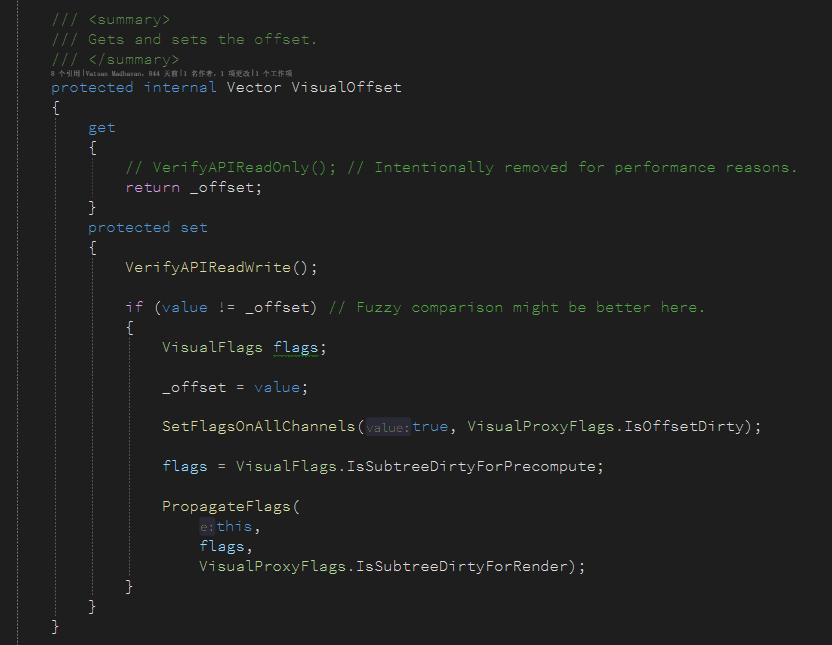 /// <summary>
/// Gets and sets the offset.
/// </summary>
8 个引用|Vatsan Madhavan，844 天前|1 名作者，1 项更改|1 个工作项
protected internal Vector VisualOffset
{
get
{
// VerifyAPIReadOnly(); // Intentionally removed for performance reasons.
return _offset;
}
protected set
{
VerifyAPIReadWrite();
if (value != _offset) // Fuzzy comparison might be better here.
{
VisualFlags flags;
_offset = value;
SetFlagsOnAllChannels(value:true, VisualProxyFlags.IsOffsetDirty);
flags = VisualFlags.IsSubtreeDirtyForPrecompute;
PropagateFlags(
e:this,
flags,
VisualProxyFlags.IsSubtreeDirtyForRender);
}
}
}